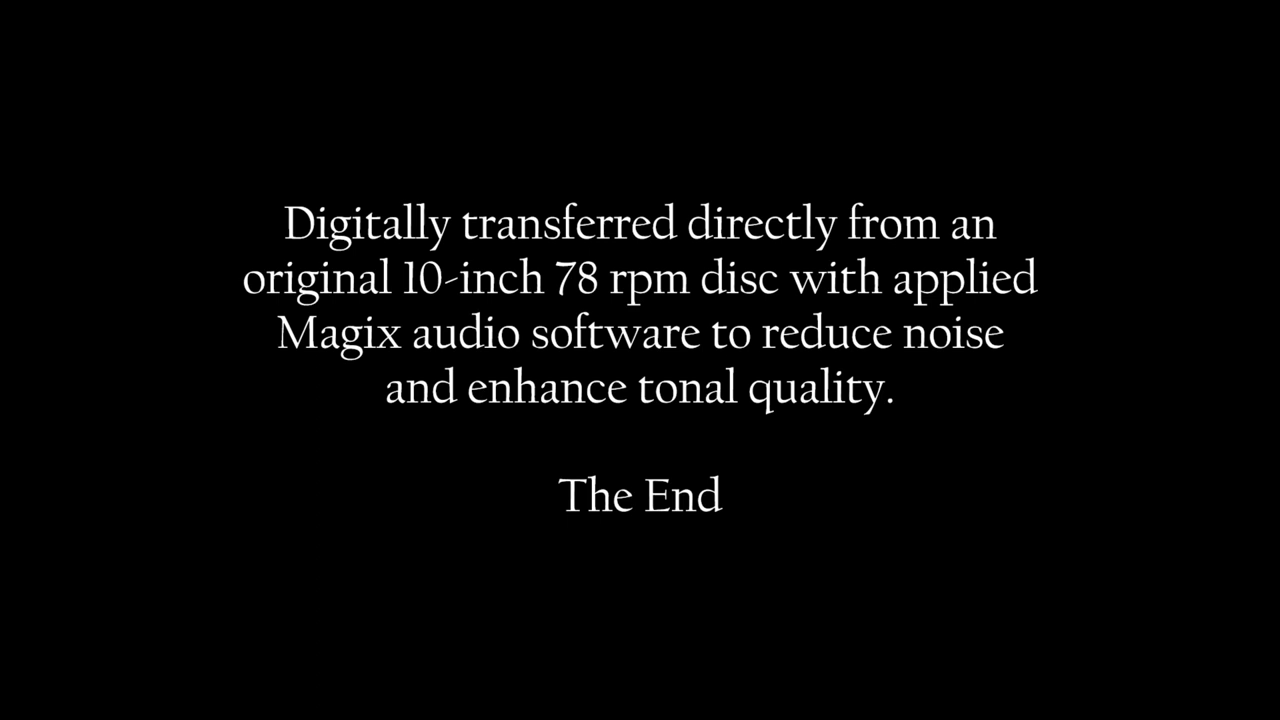 Digitally transferred directly from an
original 10-inch 78 rpm disc with applied
Magix audio software to reduce noise
and enhance tonal quality.
The End